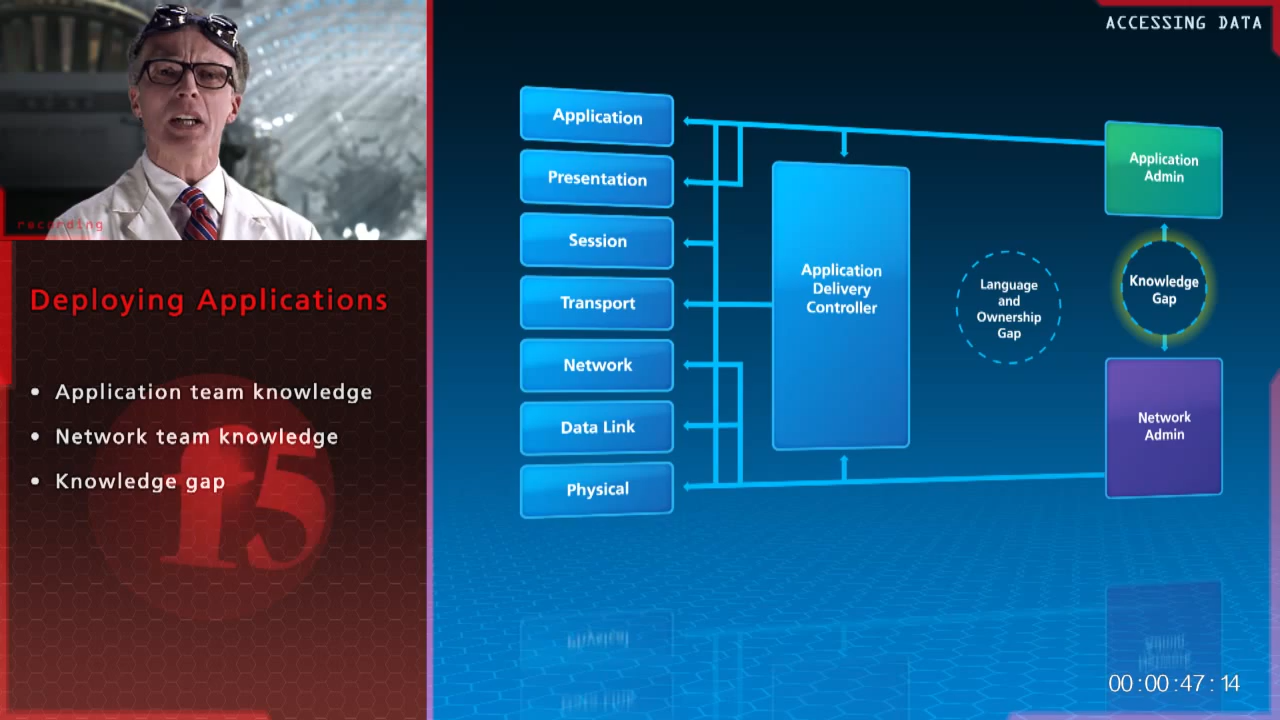 ACCESSING DATA
recording
Deploying Applications
• Application team knowledge
• Network team knowledge
• Knowledge gap
f5
Application
Presentation
Session
Transport
Network
Data Link
Physical
Application
Delivery
Controller
Language
and
Ownership
Gap
Application
Admin
Knowledge
Gap
Network
Admin
00:00:47:14